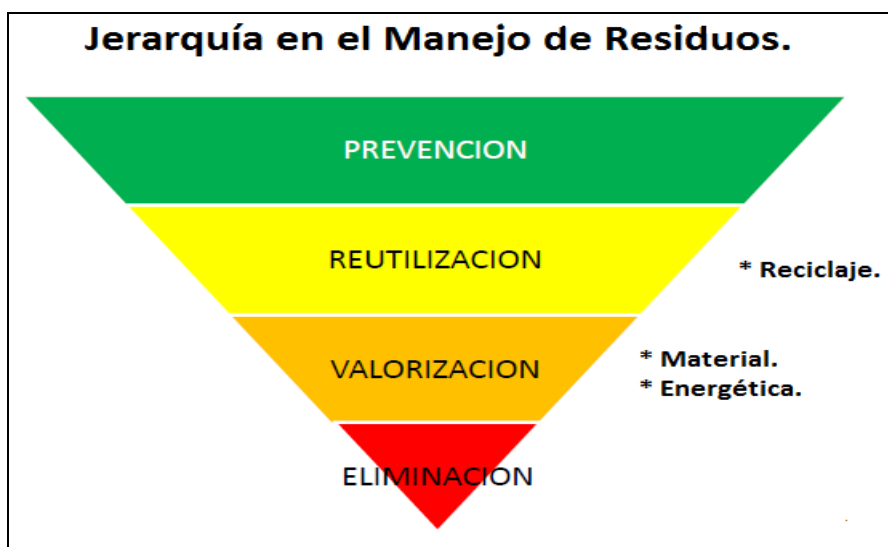 Jerarquía en el Manejo de Residuos.
PREVENCION
REUTILIZACION
* Reciclaje.
VALORIZACION
* Material.
* Energética.
ELIMINACION